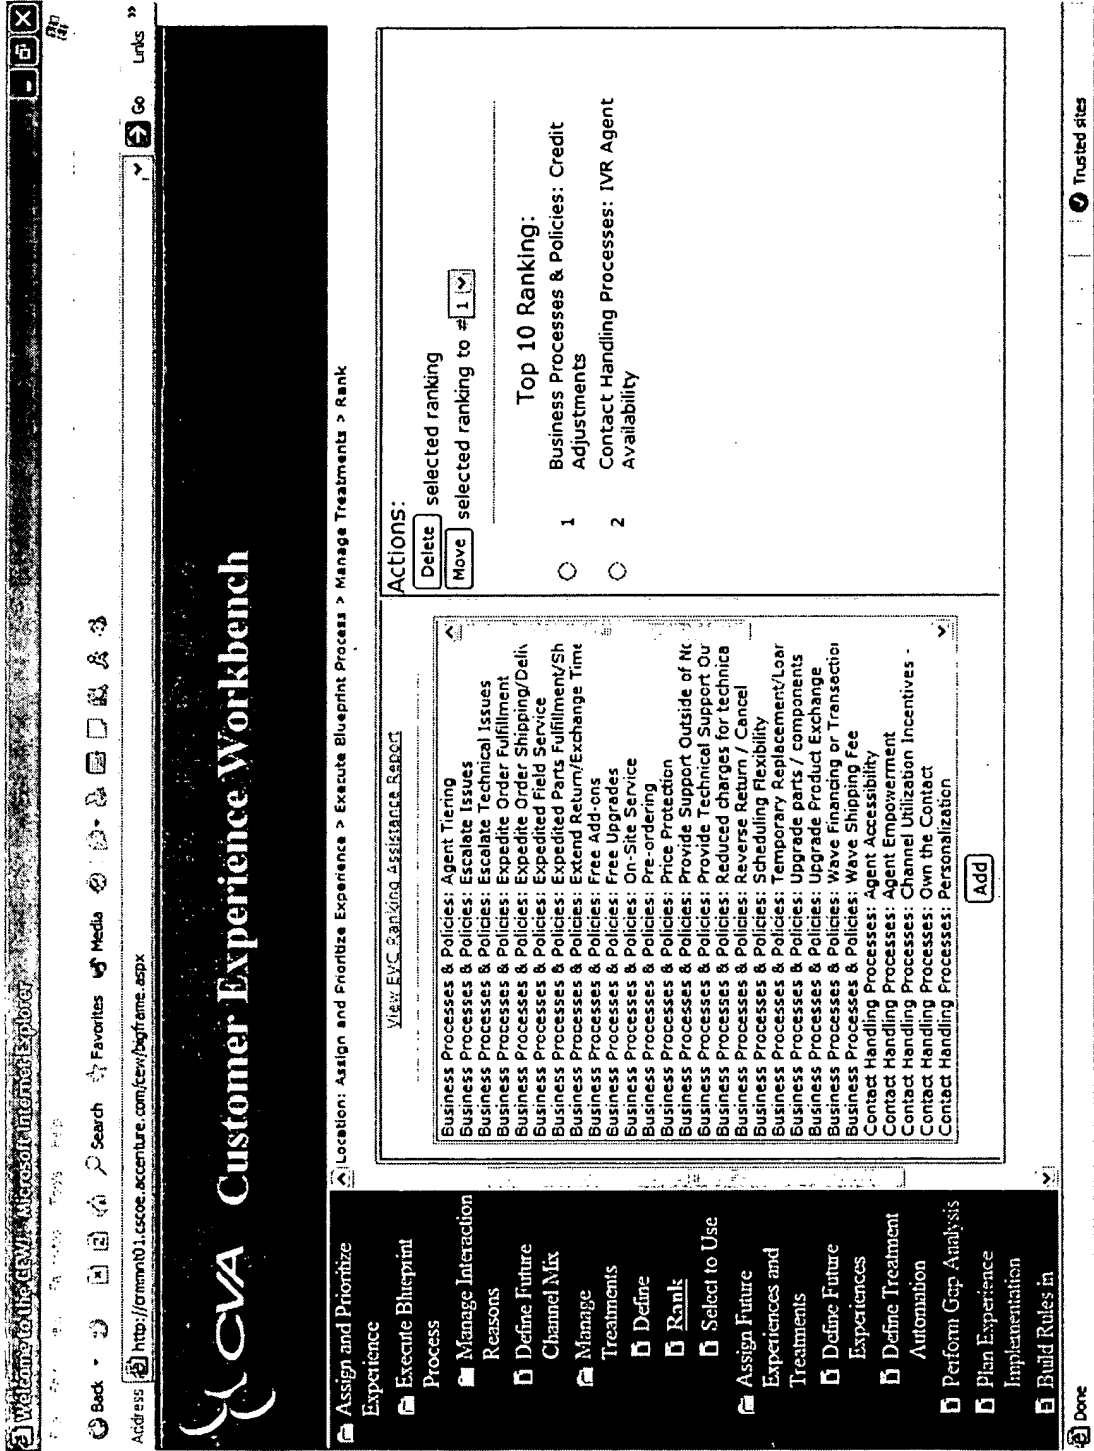 Welcome to the CEW! - Microsoft Internet Explorer
Back
Search
Favorites
Media
Address http://crmmnt01.cscoe.accenture.com/cew/bigframe.aspx
Go
Links »
CVA Customer Experience Workbench
Assign and Prioritize
Experience
Execute Blueprint
Process
Manage Interaction
Reasons
Define Future
Channel Mix
Manage
Treatments
Define
Rank
Select to Use
Assign Future
Experiences and
Treatments
Define Future
Experiences
Define Treatment
Automation
Perform Gap Analysis
Plan Experience
Implementation
Build Rules in
Location: Assign and Prioritize Experience > Execute Blueprint Process > Manage Treatments > Rank
View EVC Ranking Assistance Report
Business Processes & Policies: Agent Tiering
Business Processes & Policies: Escalate Issues
Business Processes & Policies: Escalate Technical Issues
Business Processes & Policies: Expedite Order Fulfillment
Business Processes & Policies: Expedite Order Shipping/Deliv
Business Processes & Policies: Expedited Field Service
Business Processes & Policies: Expedited Parts Fulfillment/Sh
Business Processes & Policies: Extend Return/Exchange Time
Business Processes & Policies: Free Add-ons
Business Processes & Policies: Free Upgrades
Business Processes & Policies: On-Site Service
Business Processes & Policies: Pre-ordering
Business Processes & Policies: Price Protection
Business Processes & Policies: Provide Support Outside of No
Business Processes & Policies: Provide Technical Support Our
Business Processes & Policies: Reduced charges for technica
Business Processes & Policies: Reverse Return / Cancel
Business Processes & Policies: Scheduling Flexibility
Business Processes & Policies: Temporary Replacement/Loar
Business Processes & Policies: Upgrade parts / components
Business Processes & Policies: Upgrade Product Exchange
Business Processes & Policies: Wave Financing or Transaction
Business Processes & Policies: Wave Shipping Fee
Contact Handling Processes: Agent Accessibility
Contact Handling Processes: Agent Empowerment
Contact Handling Processes: Channel Utilization Incentives -
Contact Handling Processes: Own the Contact
Contact Handling Processes: Personalization
Add
Actions:
Delete selected ranking
Move selected ranking to # 1
Top 10 Ranking:
1 Business Processes & Policies: Credit
Adjustments
2 Contact Handling Processes: IVR Agent
Availability
Done
Trusted sites